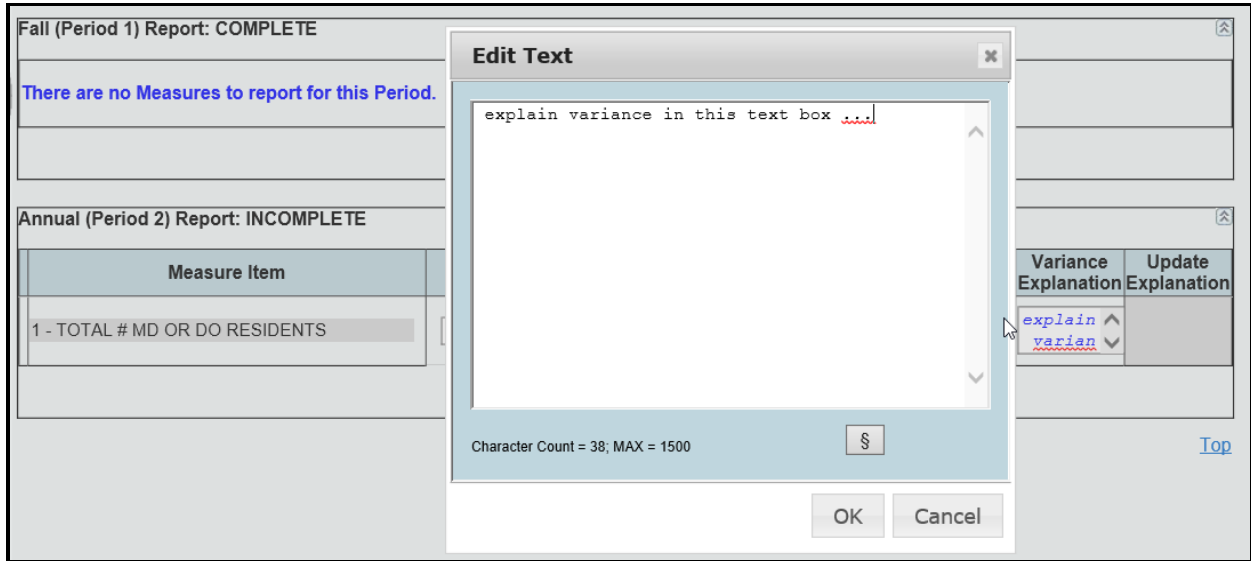 Fall (Period 1) Report: COMPLETE
There are no Measures to report for this Period.
Edit Text
explain variance in this text box ...
Character Count = 38; MAX = 1500
§
OK
Cancel
Annual (Period 2) Report: INCOMPLETE
Measure Item
Variance
Explanation
Update
Explanation
1 - TOTAL # MD OR DO RESIDENTS
explain
varian
Top